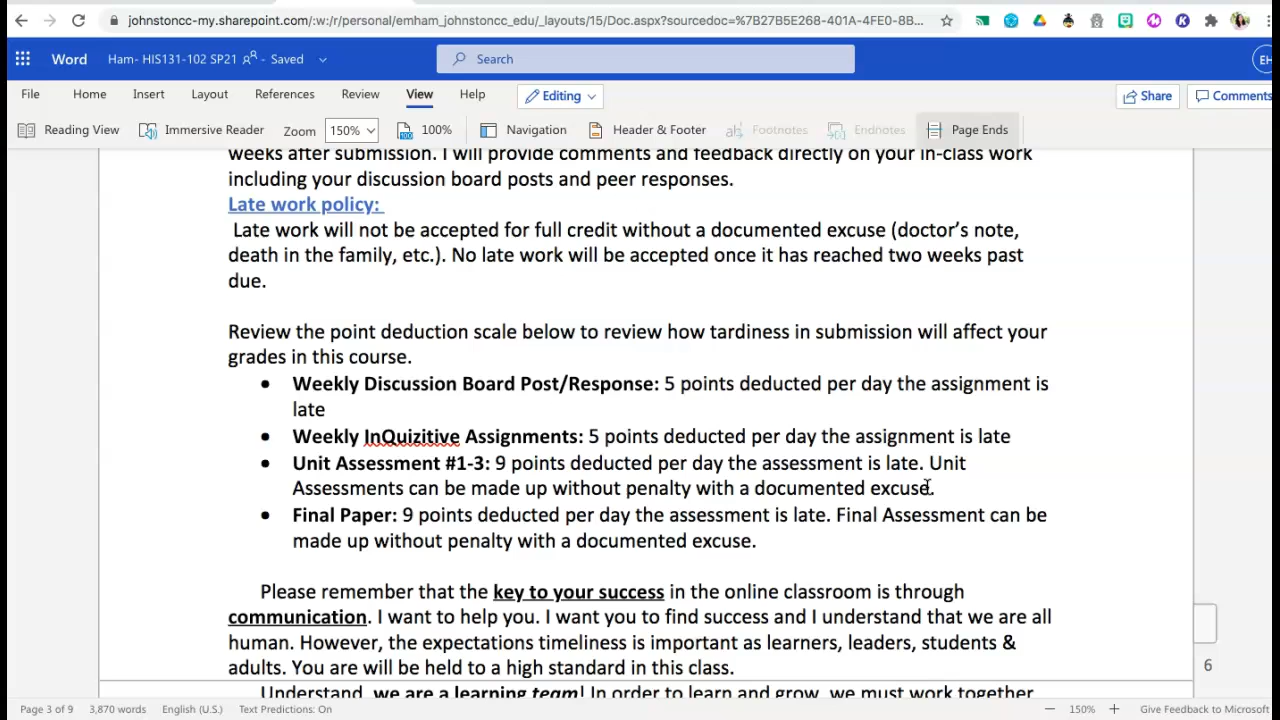 johnstoncc-my.sharepoint.com/:w:/r/personal/emham_johnstoncc_edu/_layouts/15/Doc.aspx?sourcedoc=%7B27B5E268-401A-4FE0-8B...
Word Ham- HIS131-102 SP21 - Saved Search EH
File Home Insert Layout References Review View Help Editing Share Comments
Reading View Immersive Reader Zoom 150% 100% Navigation Header & Footer Footnotes Endnotes Page Ends
weeks after submission. I will provide comments and feedback directly on your in-class work
including your discussion board posts and peer responses.
Late work policy:
Late work will not be accepted for full credit without a documented excuse (doctor's note,
death in the family, etc.). No late work will be accepted once it has reached two weeks past
due.
Review the point deduction scale below to review how tardiness in submission will affect your
grades in this course.
• Weekly Discussion Board Post/Response: 5 points deducted per day the assignment is
late
• Weekly InQuizitive Assignments: 5 points deducted per day the assignment is late
• Unit Assessment #1-3: 9 points deducted per day the assessment is late. Unit
Assessments can be made up without penalty with a documented excuse.
• Final Paper: 9 points deducted per day the assessment is late. Final Assessment can be
made up without penalty with a documented excuse.
Please remember that the key to your success in the online classroom is through
communication. I want to help you. I want you to find success and I understand that we are all
human. However, the expectations timeliness is important as learners, leaders, students &
adults. You are will be held to a high standard in this class.
6
Understand, we are a learning team! In order to learn and grow, we must work together
Page 3 of 9 3,870 words English (U.S.) Text Predictions: On 150% Give Feedback to Microsoft